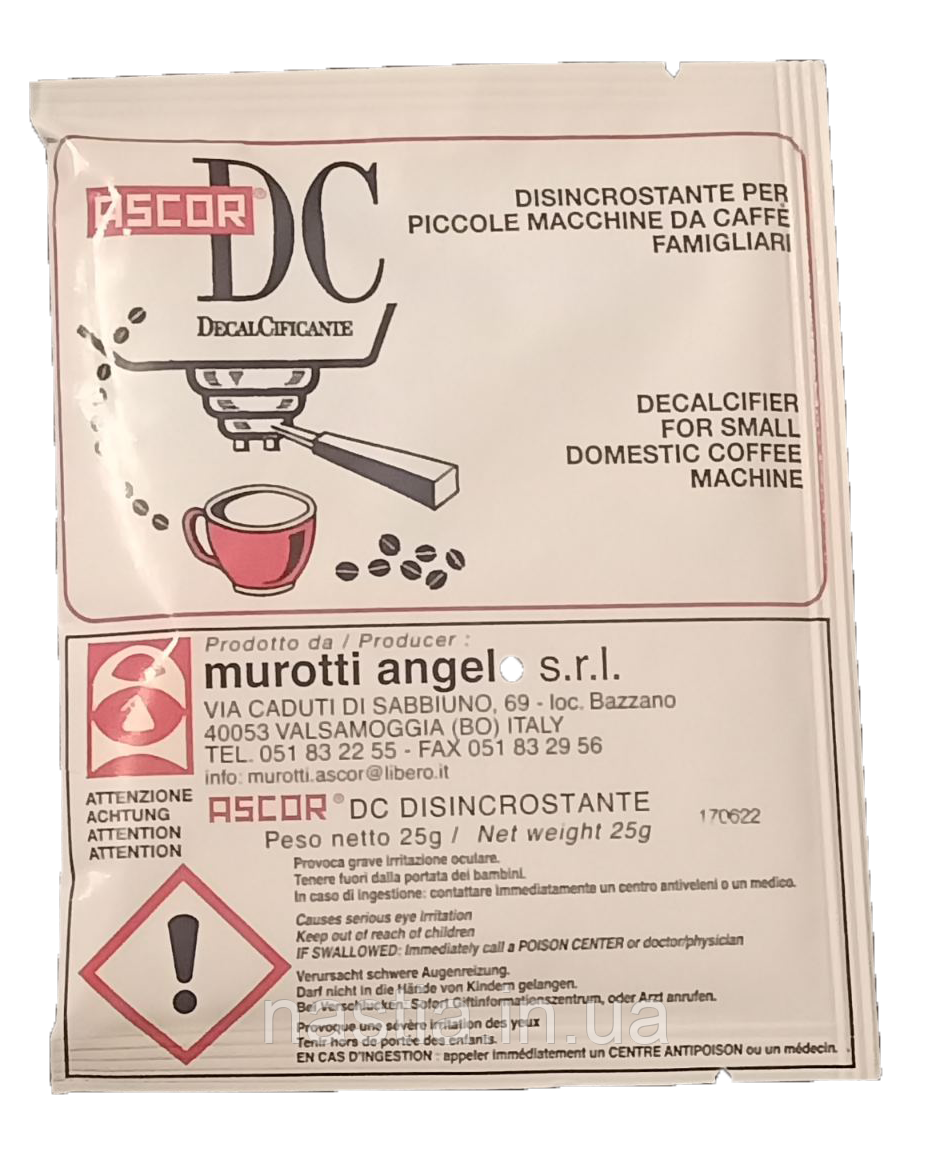 ASCOR®
DC
DECALCIFICANTE
DISINCROSTANTE PER
PICCOLE MACCHINE DA CAFFÈ
FAMIGLIARI
DECALCIFIER
FOR SMALL
DOMESTIC COFFEE
MACHINE
Prodotto da / Producer :
murotti angel s.r.l.
VIA CADUTI DI SABBIUNO, 69 - loc. Bazzano
40053 VALSAMOGGIA (BO) ITALY
TEL. 051 83 22 55 - FAX 051 83 29 56
info: murotti.ascor@libero.it
ATTENZIONE
ACHTUNG
ATTENTION
ATTENTION
ASCOR® DC DISINCROSTANTE
170622
Peso netto 25g / Net weight 25g
Provoca grave irritazione oculare.
Tenere fuori dalla portata dei bambini.
In caso di ingestione: contattare immediatamente un centro antiveleni o un medico.
Causes serious eye irritation
Keep out of reach of children
IF SWALLOWED: Immediately call a POISON CENTER or doctor/physician
Verursacht schwere Augenreizung.
Darf nicht in die Hände von Kindern gelangen.
Bei Verschlucken: Sofort Giftinformationszentrum, oder Arzt anrufen.
Provoque une sévère irritation des yeux
Tenir hors de portée des enfants.
EN CAS D'INGESTION : appeler immédiatement un CENTRE ANTIPOISON ou un médecin.
nastia.in.ua